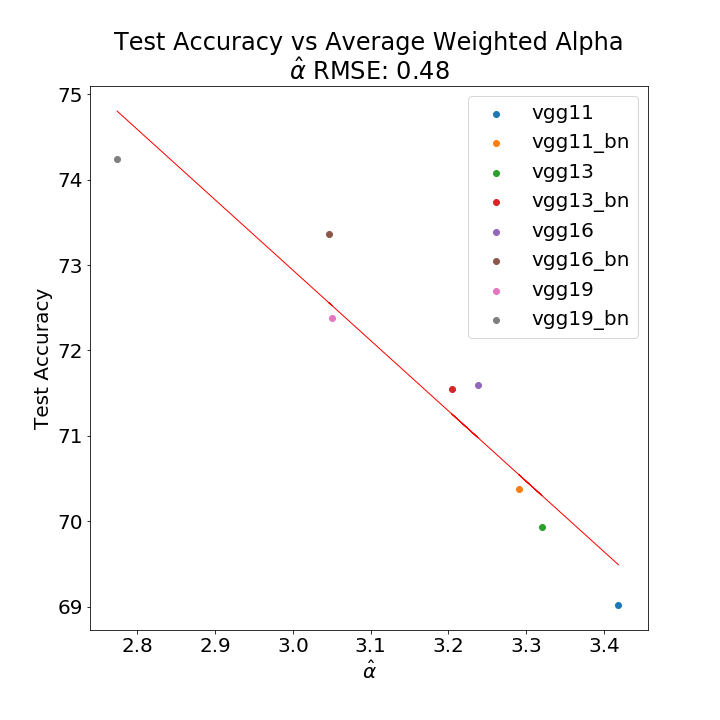 Test Accuracy vs Average Weighted Alpha
α̂ RMSE: 0.48
75
74
73
72
71
70
69
Test Accuracy
vgg11
vgg11_bn
vgg13
vgg13_bn
vgg16
vgg16_bn
vgg19
vgg19_bn
2.8 2.9 3.0 3.1 3.2 3.3 3.4
α̂